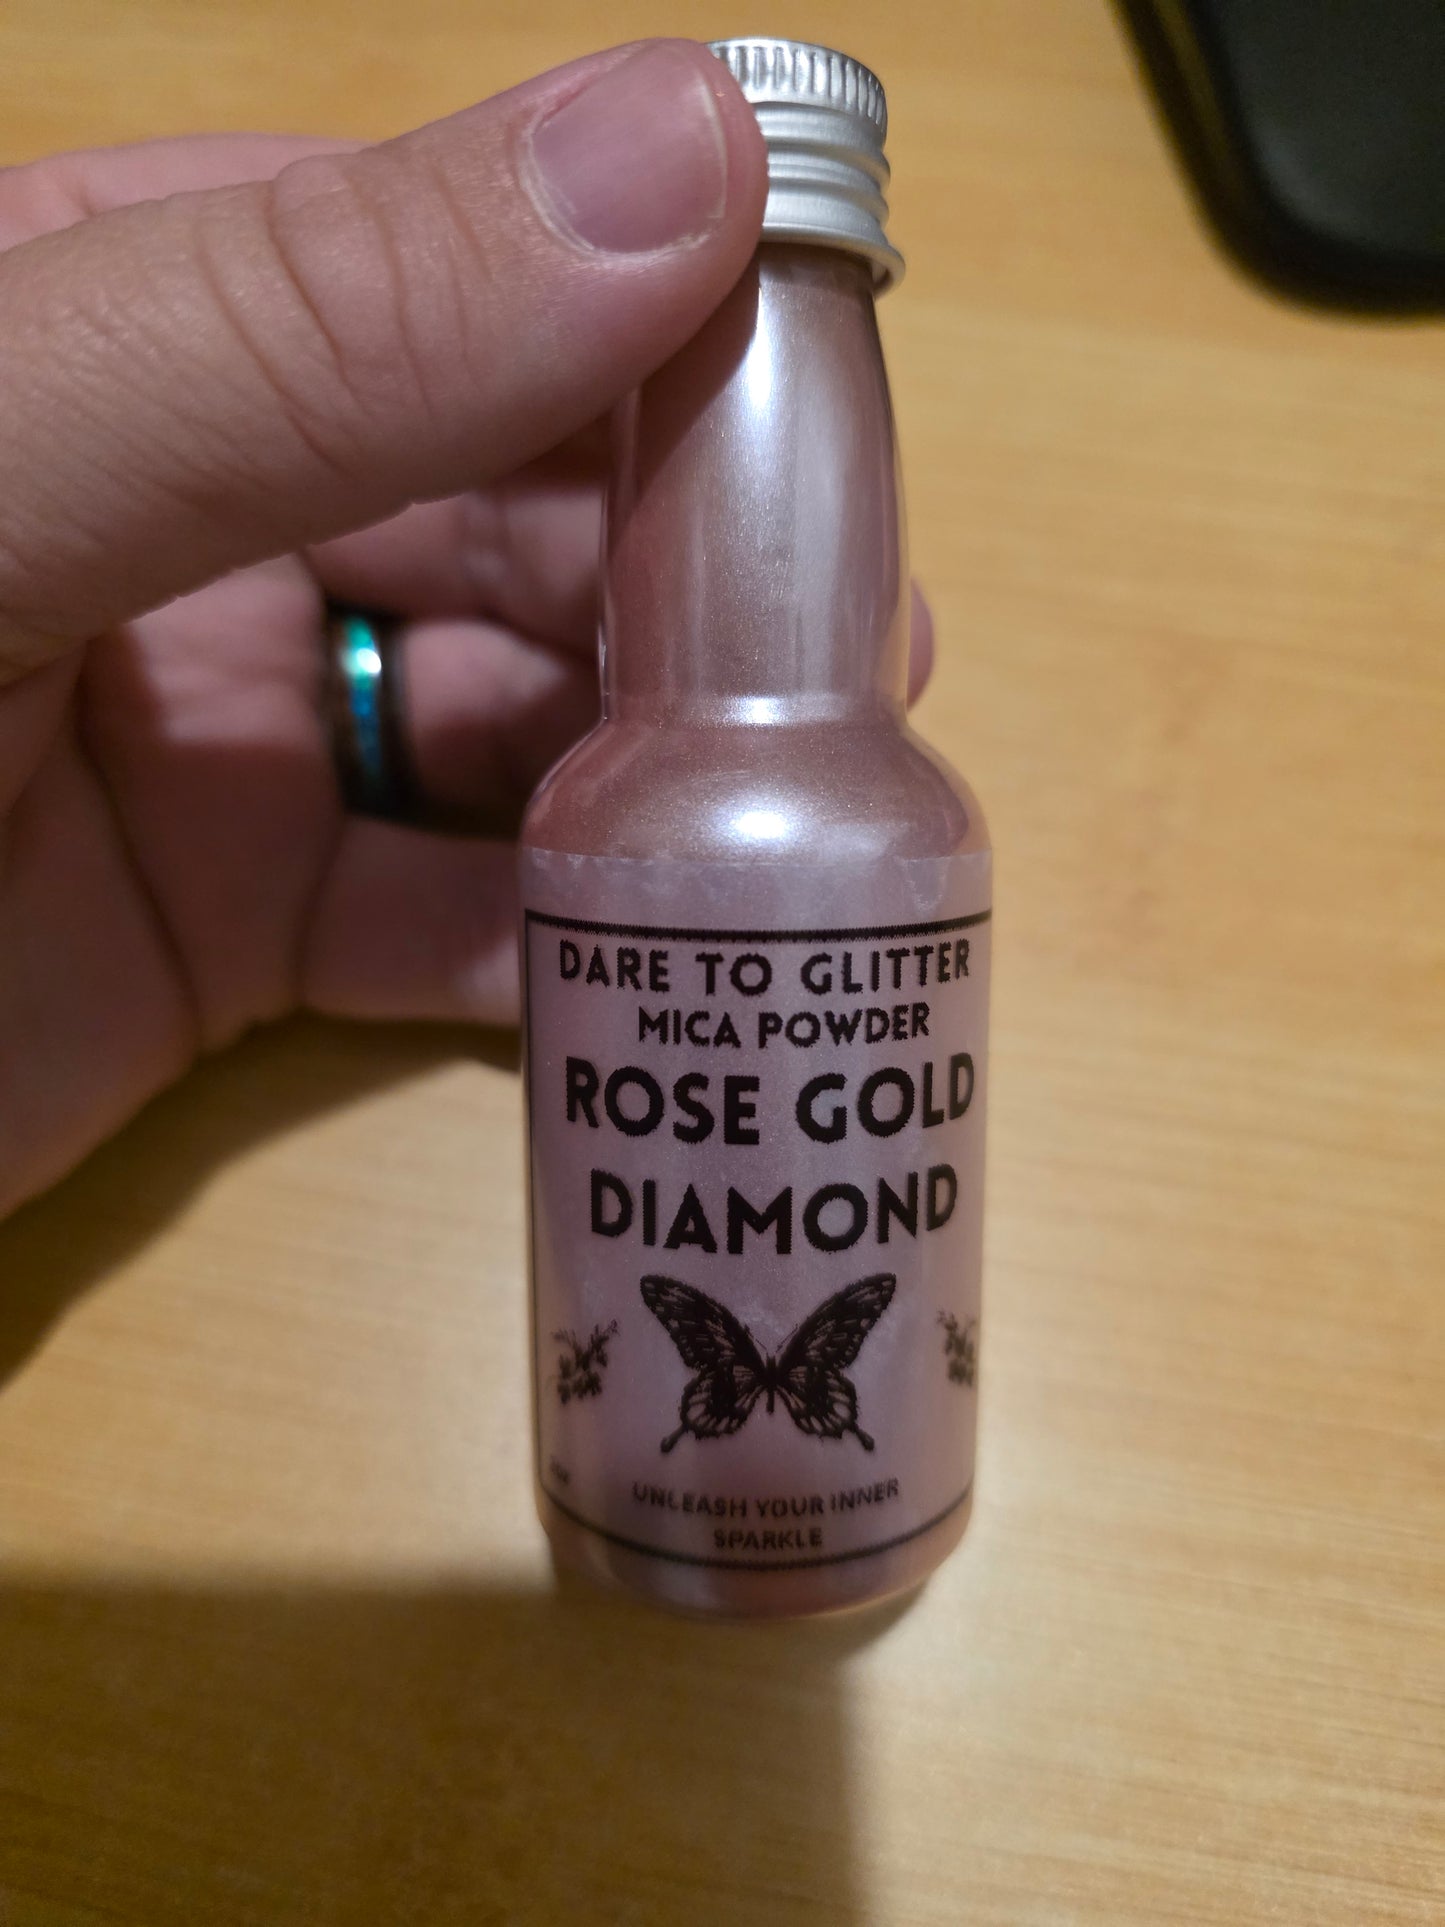 DARE TO GLITTER
MICA POWDER
ROSE GOLD
DIAMOND
UNLEASH YOUR INNER
SPARKLE